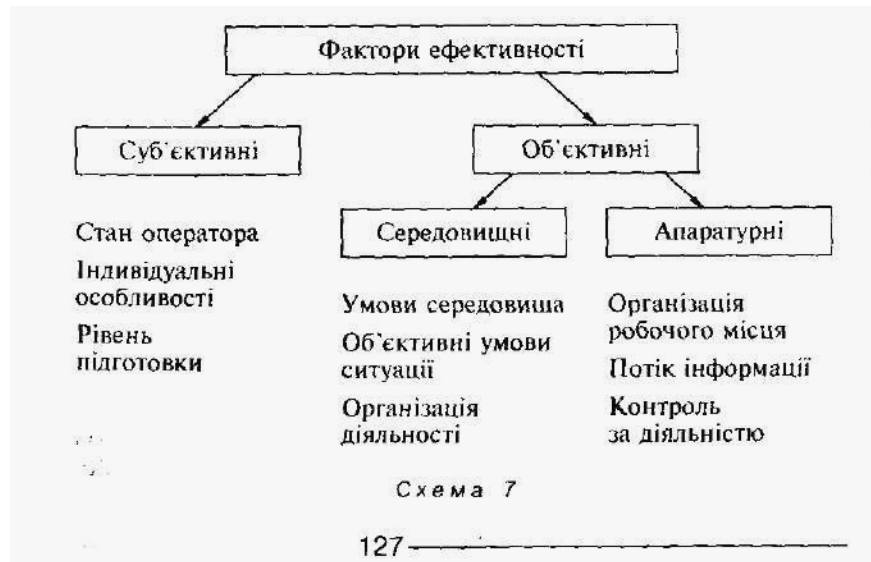 Фактори ефективності
Суб'єктивні
Об'єктивні
Стан оператора
Індивідуальні
особливості
Рівень
підготовки
Середовищні
Апаратурні
Умови середовища
Об'єктивні умови
ситуації
Організація
діяльності
Організація
робочого місця
Потік інформації
Контроль
за діяльністю
Схема 7
127